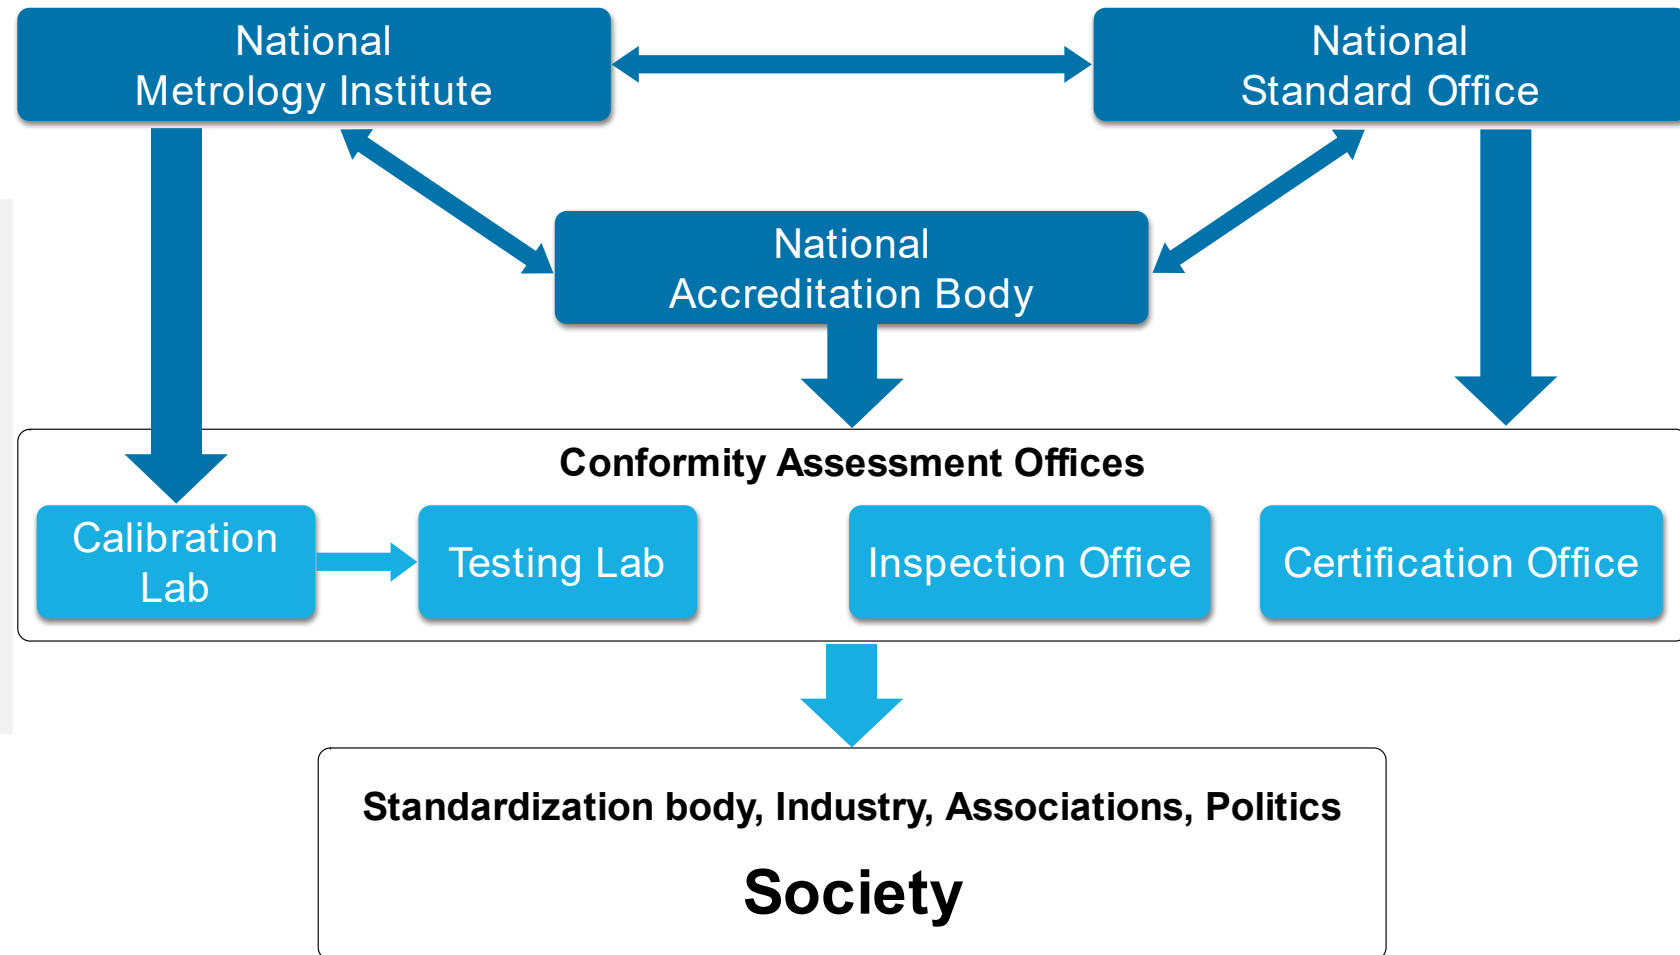 National
Metrology Institute
National
Standard Office
National
Accreditation Body
Conformity Assessment Offices
Calibration
Lab
Testing Lab
Inspection Office
Certification Office
Standardization body, Industry, Associations, Politics
Society